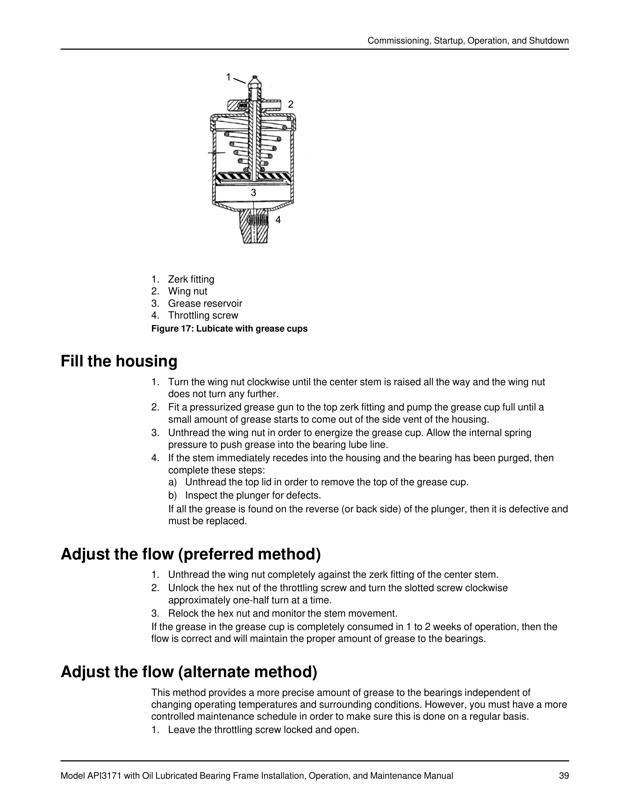 Commissioning, Startup, Operation, and Shutdown
1
2
3
4
1. Zerk fitting
2. Wing nut
3. Grease reservoir
4. Throttling screw
Figure 17: Lubicate with grease cups
Fill the housing
1. Turn the wing nut clockwise until the center stem is raised all the way and the wing nut
does not turn any further.
2. Fit a pressurized grease gun to the top zerk fitting and pump the grease cup full until a
small amount of grease starts to come out of the side vent of the housing.
3. Unthread the wing nut in order to energize the grease cup. Allow the internal spring
pressure to push grease into the bearing lube line.
4. If the stem immediately recedes into the housing and the bearing has been purged, then
complete these steps:
a) Unthread the top lid in order to remove the top of the grease cup.
b) Inspect the plunger for defects.
If all the grease is found on the reverse (or back side) of the plunger, then it is defective and
must be replaced.
Adjust the flow (preferred method)
1. Unthread the wing nut completely against the zerk fitting of the center stem.
2. Unlock the hex nut of the throttling screw and turn the slotted screw clockwise
approximately one-half turn at a time.
3. Relock the hex nut and monitor the stem movement.
If the grease in the grease cup is completely consumed in 1 to 2 weeks of operation, then the
flow is correct and will maintain the proper amount of grease to the bearings.
Adjust the flow (alternate method)
This method provides a more precise amount of grease to the bearings independent of
changing operating temperatures and surrounding conditions. However, you must have a more
controlled maintenance schedule in order to make sure this is done on a regular basis.
1. Leave the throttling screw locked and open.
Model API3171 with Oil Lubricated Bearing Frame Installation, Operation, and Maintenance Manual 39